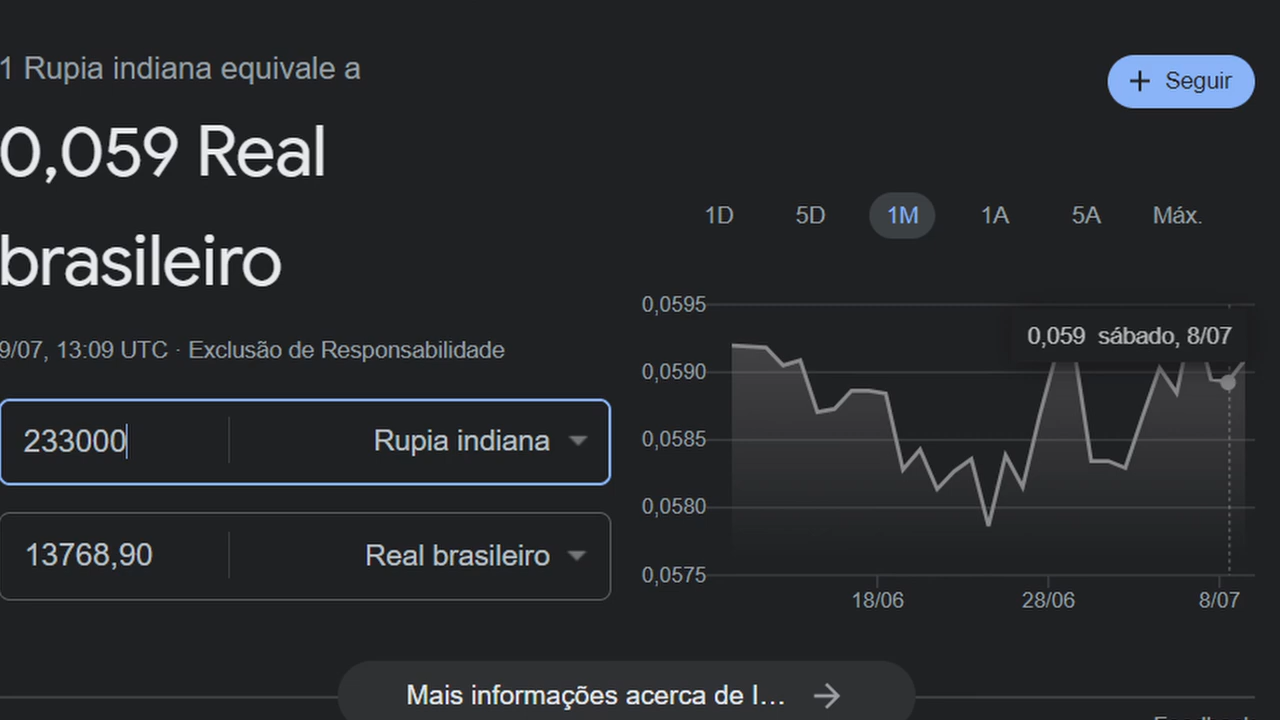 1 Rupia indiana equivale a
0,059 Real
brasileiro
9/07, 13:09 UTC · Exclusão de Responsabilidade
233000
Rupia indiana
13768,90
Real brasileiro
+ Seguir
1D 5D 1M 1A 5A Máx.
0,0595
0,059 sábado, 8/07
0,0590
0,0585
0,0580
0,0575
18/06 28/06 8/07
Mais informações acerca de I…